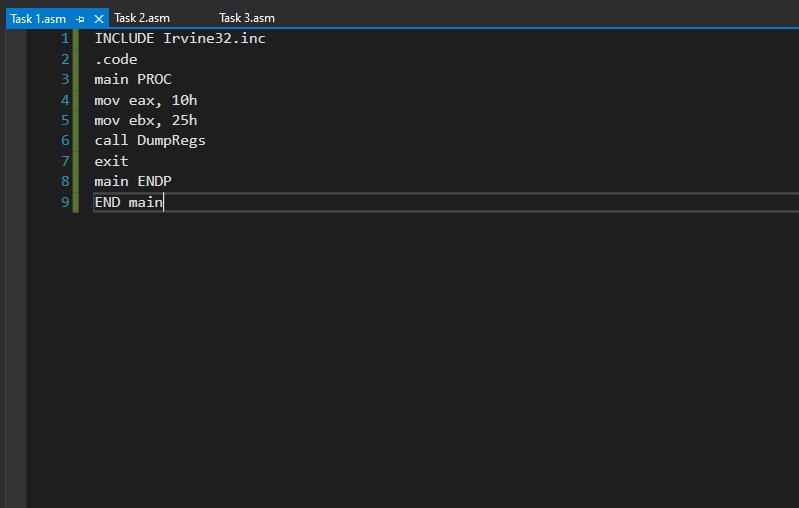 Task 1.asm Task 2.asm Task 3.asm
1 INCLUDE Irvine32.inc
2 .code
3 main PROC
4 mov eax, 10h
5 mov ebx, 25h
6 call DumpRegs
7 exit
8 main ENDP
9 END main